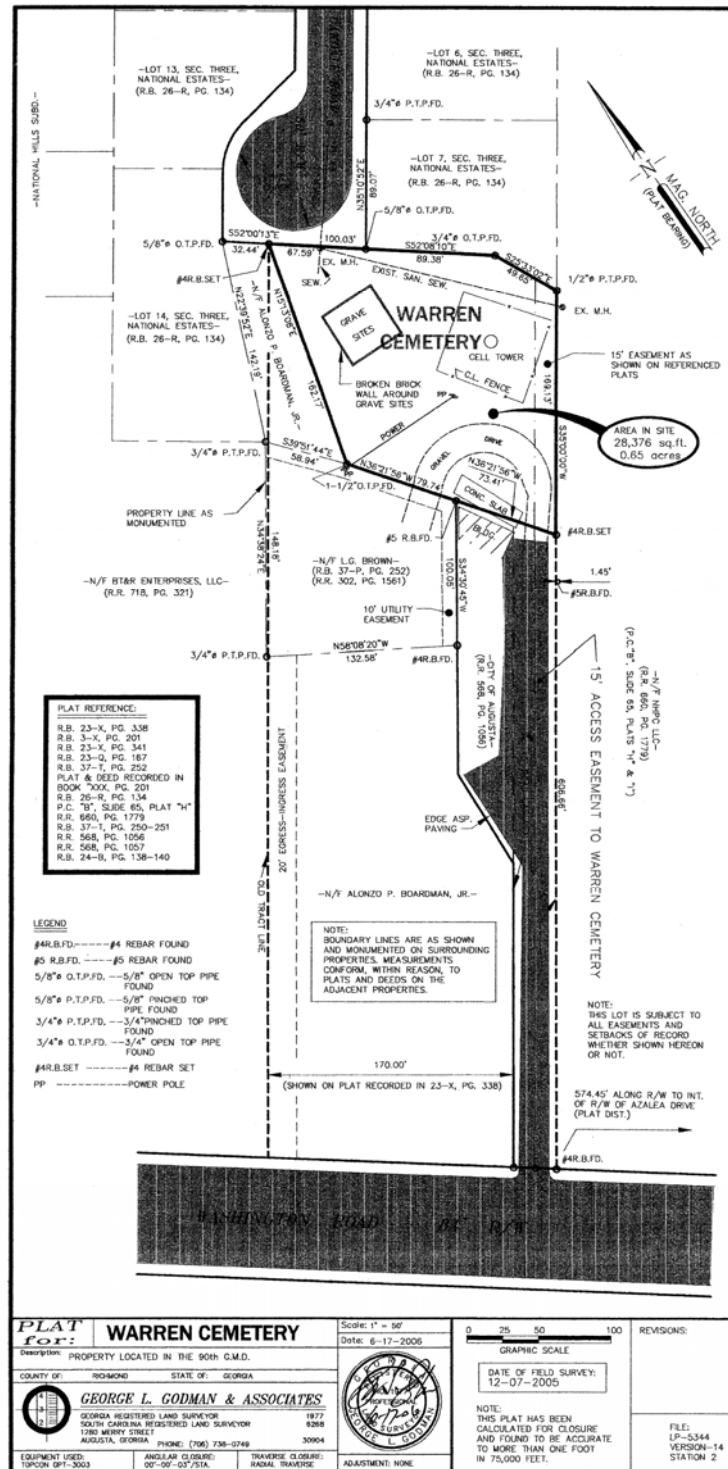 -LOT 13, SEC. THREE,
NATIONAL ESTATES-
(R.B. 26-R, PG. 134)
-LOT 6, SEC. THREE,
NATIONAL ESTATES-
(R.B. 26-R, PG. 134)
-NATIONAL HILLS SUBD.-
3/4"ø P.T.P.FD.
N35°10'52"E
89.07'
-LOT 7, SEC. THREE,
NATIONAL ESTATES-
(R.B. 26-R, PG. 134)
N
MAG. NORTH
(PLAT BEARING)
5/8"ø O.T.P.FD.
3/4"ø O.T.P.FD.
5/8"ø O.T.P.FD.
S52°00'13"E
32.44'
67.59'
100.03'
S52°08'10"E
89.38'
S25°33'02"E
49.65'
1/2"ø P.T.P.FD.
#4R.B.SET
EX. M.H.
SEW.
EXIST. SAN. SEW.
EX. M.H.
-LOT 14, SEC. THREE,
NATIONAL ESTATES-
(R.B. 26-R, PG. 134)
N22°39'52"E 142.19'
-N/F ALONZO P. BOARDMAN, JR.-
N15°13'08"E
162.17'
GRAVE
SITES
WARREN
CEMETERY
CELL TOWER
C.L. FENCE
BROKEN BRICK
WALL AROUND
GRAVE SITES
PP
POWER
15' EASEMENT AS
SHOWN ON REFERENCED
PLATS
169.13'
S35°00'00"W
AREA IN SITE
28,376 sq.ft.
0.65 acres
3/4"ø P.T.P.FD.
S39°51'44"E
58.94'
PP
1-1/2"O.T.P.FD.
N36°21'56"W 79.74'
GRAVEL
DRIVE
N36°21'56"W
73.41'
CONC. SLAB
BLDG.
PROPERTY LINE AS
MONUMENTED
#5 R.B.FD.
#4R.B.SET
N34°38'24"E
148.18'
-N/F BT&R ENTERPRISES, LLC-
(R.R. 718, PG. 321)
-N/F L.G. BROWN-
(R.B. 37-P, PG. 252)
(R.R. 302, PG. 1561)
S34°30'45"W
100.05'
1.45'
#5R.B.FD.
10' UTILITY
EASEMENT
3/4"ø P.T.P.FD.
N58°08'20"W
132.58'
#4R.B.FD.
-CITY OF AUGUSTA-
(R.R. 568, PG. 1056)
15' ACCESS EASEMENT TO WARREN CEMETERY
-N/F NHPC LLC-
(R.R. 660, PG. 1779)
(P.C."B", SLIDE 65, PLATS "H" & "I")
606.66'
PLAT REFERENCE:
R.B. 23-X, PG. 338
R.B. 3-X, PG. 201
R.B. 23-X, PG. 341
R.B. 23-Q, PG. 167
R.B. 37-T, PG. 252
PLAT & DEED RECORDED IN
BOOK "XXX, PG. 201
R.B. 26-R, PG. 134
P.C. "B", SLIDE 65, PLAT "H"
R.R. 660, PG. 1779
R.B. 37-T, PG. 250-251
R.R. 568, PG. 1056
R.R. 568, PG. 1057
R.B. 24-B, PG. 138-140
20' EGRESS-INGRESS EASEMENT
OLD TRACT LINE
EDGE ASP.
PAVING
-N/F ALONZO P. BOARDMAN, JR.-
NOTE:
BOUNDARY LINES ARE AS SHOWN
AND MONUMENTED ON SURROUNDING
PROPERTIES. MEASUREMENTS
CONFORM, WITHIN REASON, TO
PLATS AND DEEDS ON THE
ADJACENT PROPERTIES.
LEGEND
#4R.B.FD.------#4 REBAR FOUND
#5 R.B.FD. ----#5 REBAR FOUND
5/8"ø O.T.P.FD. --5/8" OPEN TOP PIPE
FOUND
5/8"ø P.T.P.FD. ---5/8" PINCHED TOP
PIPE FOUND
3/4"ø P.T.P.FD. ---3/4"PINCHED TOP PIPE
FOUND
3/4"ø O.T.P.FD. --3/4" OPEN TOP PIPE
FOUND
#4R.B.SET ------#4 REBAR SET
PP ------------POWER POLE
NOTE:
THIS LOT IS SUBJECT TO
ALL EASEMENTS AND
SETBACKS OF RECORD
WHETHER SHOWN HEREON
OR NOT.
170.00'
(SHOWN ON PLAT RECORDED IN 23-X, PG. 338)
574.45' ALONG R/W TO INT.
OF R/W OF AZALEA DRIVE
(PLAT DIST.)
#4R.B.FD.
WASHINGTON ROAD 84' R/W
PLAT
for:
WARREN CEMETERY
Description: PROPERTY LOCATED IN THE 90th G.M.D.
COUNTY OF: RICHMOND STATE OF: GEORGIA
GEORGE L. GODMAN & ASSOCIATES
GEORGIA REGISTERED LAND SURVEYOR 1977
SOUTH CAROLINA REGISTERED LAND SURVEYOR 6268
1280 MERRY STREET
AUGUSTA, GEORGIA 30904
PHONE: (706) 738-0749
EQUIPMENT USED:
TOPCON GPT-3003
ANGULAR CLOSURE:
00°-00'-03"/STA.
TRAVERSE CLOSURE:
RADIAL TRAVERSE
Scale: 1" = 50'
Date: 6-17-2006
GEORGIA
PROFESSIONAL
SURVEYOR
GEORGE L. GODMAN
ADJUSTMENT: NONE
0 25 50 100
GRAPHIC SCALE
DATE OF FIELD SURVEY:
12-07-2005
NOTE:
THIS PLAT HAS BEEN
CALCULATED FOR CLOSURE
AND FOUND TO BE ACCURATE
TO MORE THAN ONE FOOT
IN 75,000 FEET.
REVISIONS:
FILE:
LP-5344
VERSION-14
STATION 2